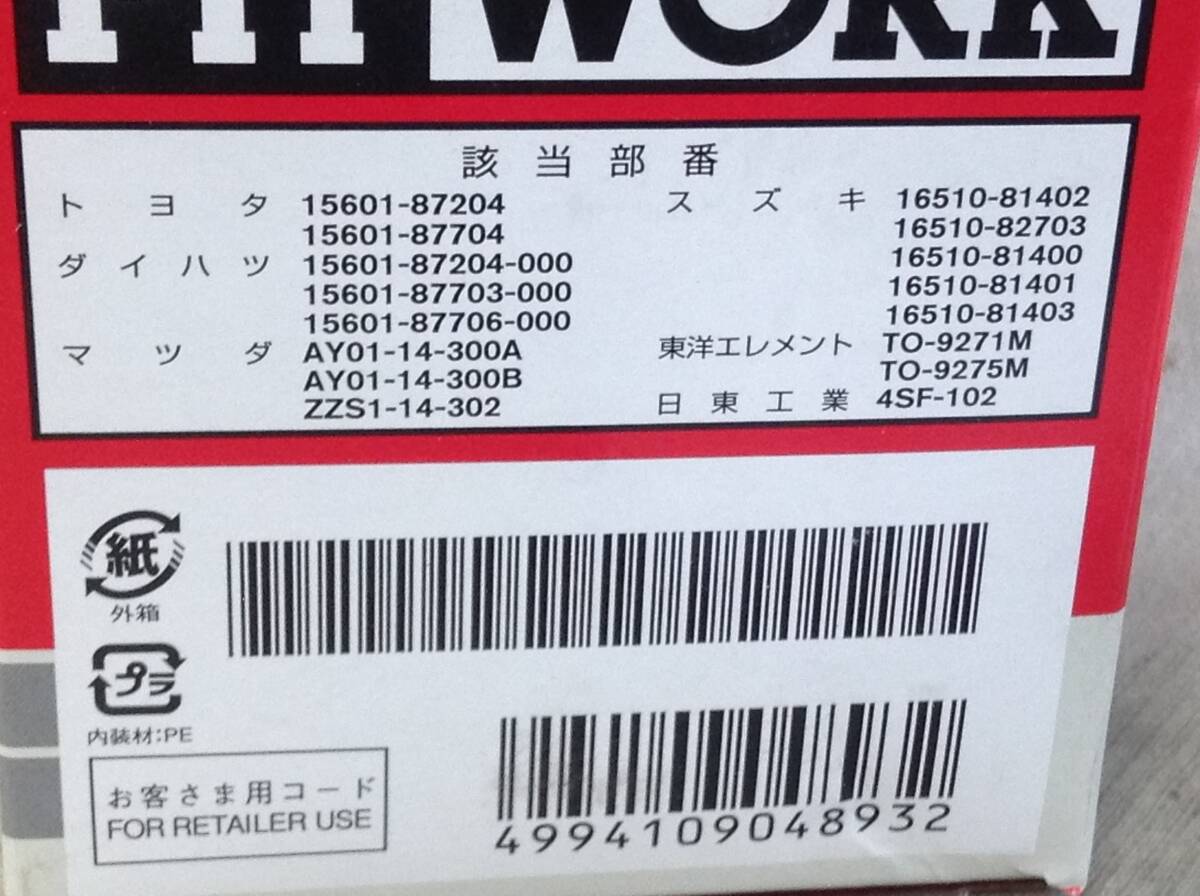 WORK
該当部番
トヨタ 15601-87204
15601-87704
ダイハツ 15601-87204-000
15601-87703-000
15601-87706-000
マツダ AY01-14-300A
AY01-14-300B
ZZS1-14-302
スズキ 16510-81402
16510-82703
16510-81400
16510-81401
16510-81403
東洋エレメント TO-9271M
TO-9275M
日東工業 4SF-102
紙
外箱
プラ
内装材:PE
お客さま用コード
FOR RETAILER USE
4994109048932